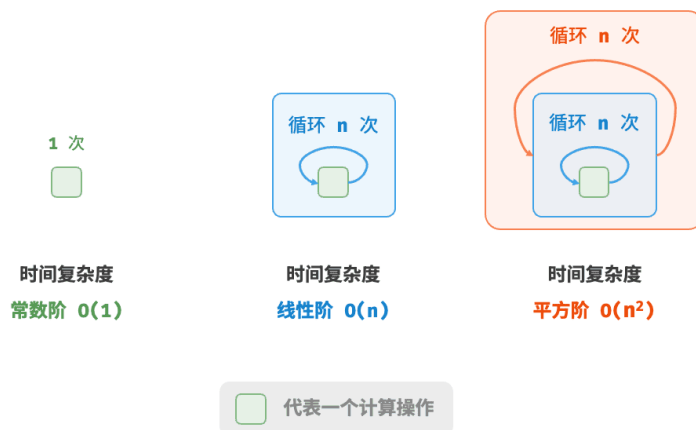 循环 n 次
循环 n 次
循环 n 次
1 次
时间复杂度
时间复杂度
时间复杂度
常数阶 O(1)
线性阶 O(n)
平方阶 O(n²)
代表一个计算操作